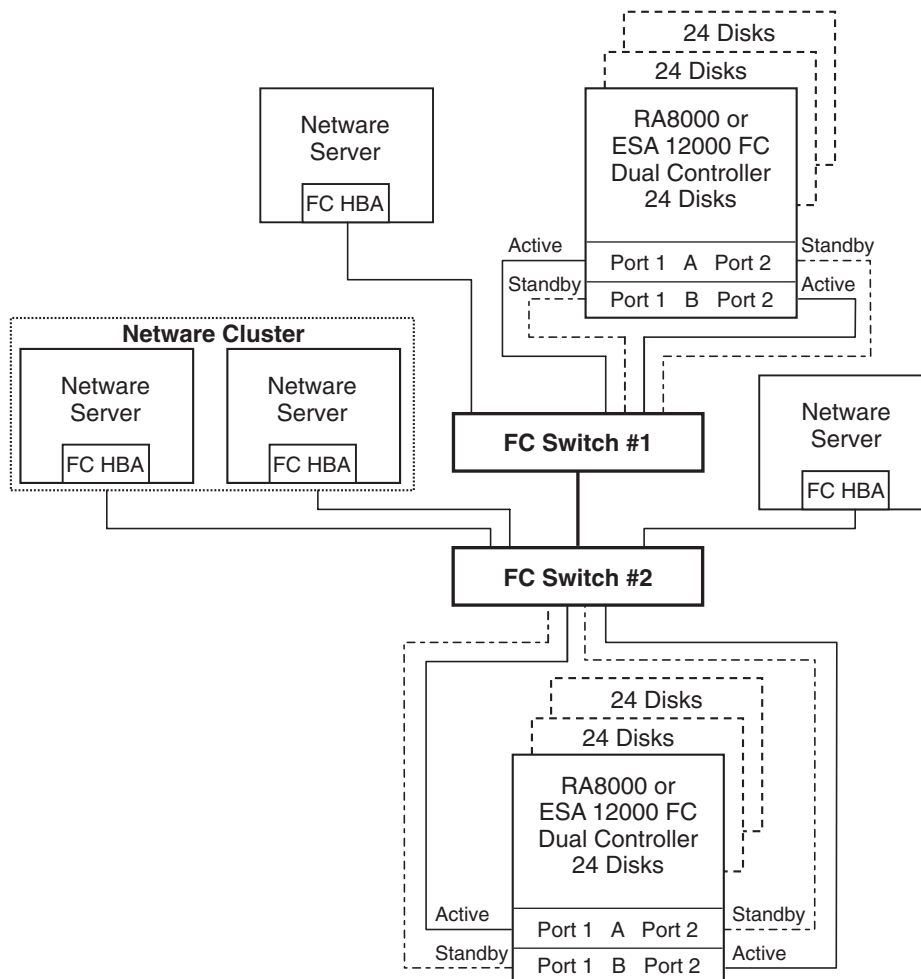 24 Disks
24 Disks
RA8000 or
ESA 12000 FC
Dual Controller
24 Disks
Netware
Server
FC HBA
Active
Standby
Port 1 A Port 2
Standby
Active
Port 1 B Port 2
Netware Cluster
Netware
Server
FC HBA
Netware
Server
FC HBA
FC Switch #1
Netware
Server
FC HBA
FC Switch #2
24 Disks
24 Disks
RA8000 or
ESA 12000 FC
Dual Controller
24 Disks
Active
Port 1 A Port 2
Standby
Standby
Port 1 B Port 2
Active